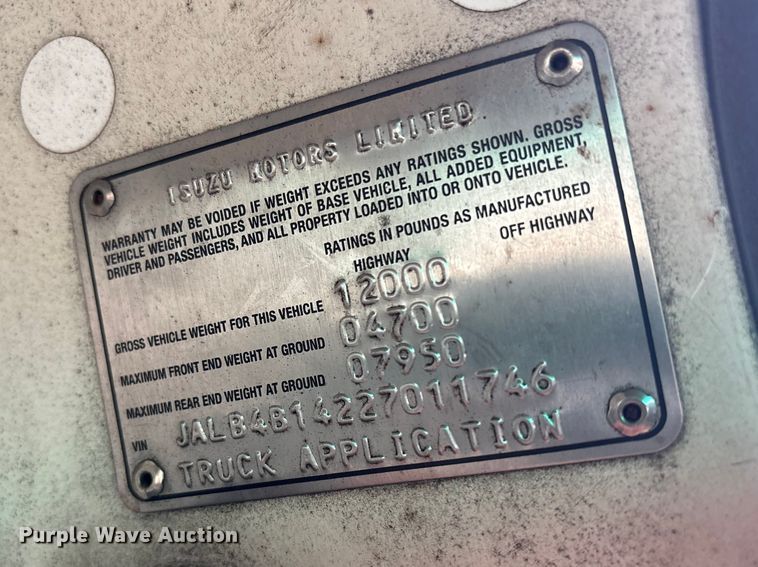 ISUZU MOTORS LIMITED
WARRANTY MAY BE VOIDED IF WEIGHT EXCEEDS ANY RATINGS SHOWN. GROSS
VEHICLE WEIGHT INCLUDES WEIGHT OF BASE VEHICLE, ALL ADDED EQUIPMENT,
DRIVER AND PASSENGERS, AND ALL PROPERTY LOADED INTO OR ONTO VEHICLE.
RATINGS IN POUNDS AS MANUFACTURED
HIGHWAY OFF HIGHWAY
GROSS VEHICLE WEIGHT FOR THIS VEHICLE 12000
MAXIMUM FRONT END WEIGHT AT GROUND 04700
MAXIMUM REAR END WEIGHT AT GROUND 07950
VIN JALB4B14227011746
TRUCK APPLICATION
Purple Wave Auction